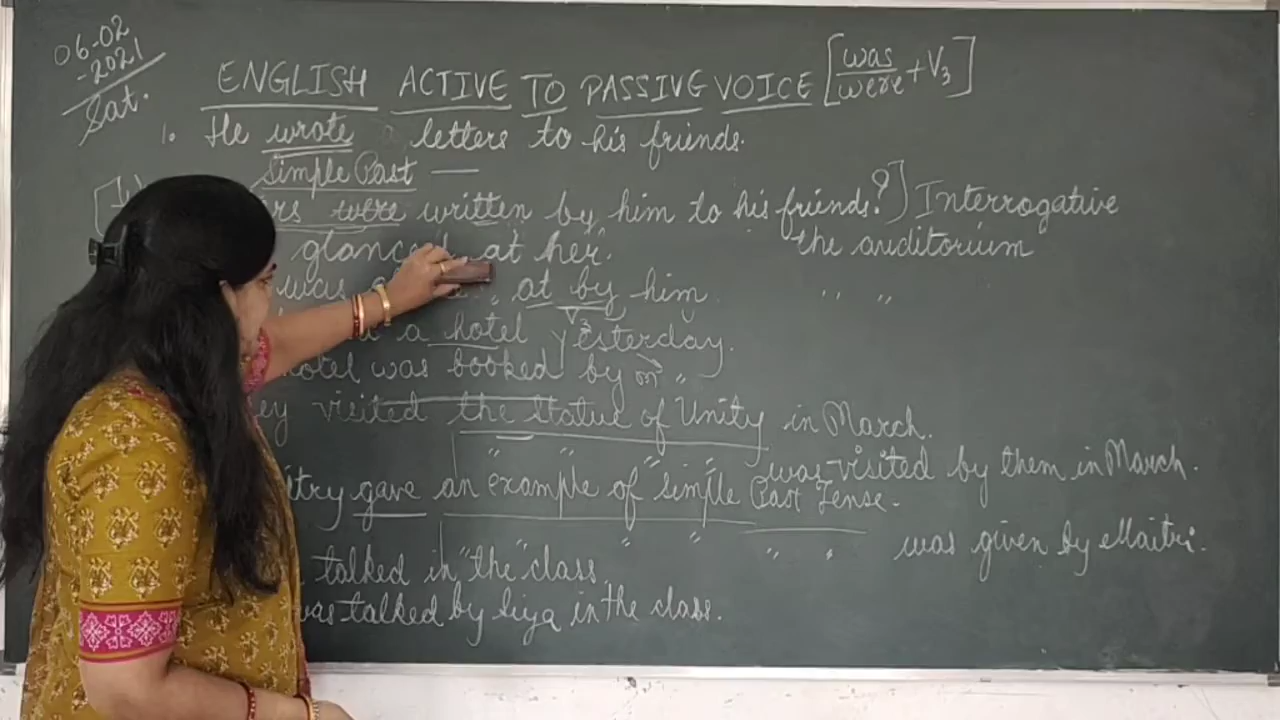 06-02
-2021
Sat.
ENGLISH ACTIVE TO PASSIVE VOICE [was/were + V3]
1. He wrote letters to his friends.
Simple Past
were written by him to his friends?] Interrogative
glanced at her. the auditorium
was at by him " "
V3
a hotel yesterday.
hotel was booked by m "
visited the Statue of Unity in March.
" " " " was visited by them in March.
gave an example of Simple Past Tense.
" " " " was given by Maitri.
talked in "the" class.
was talked by Siya in the class.